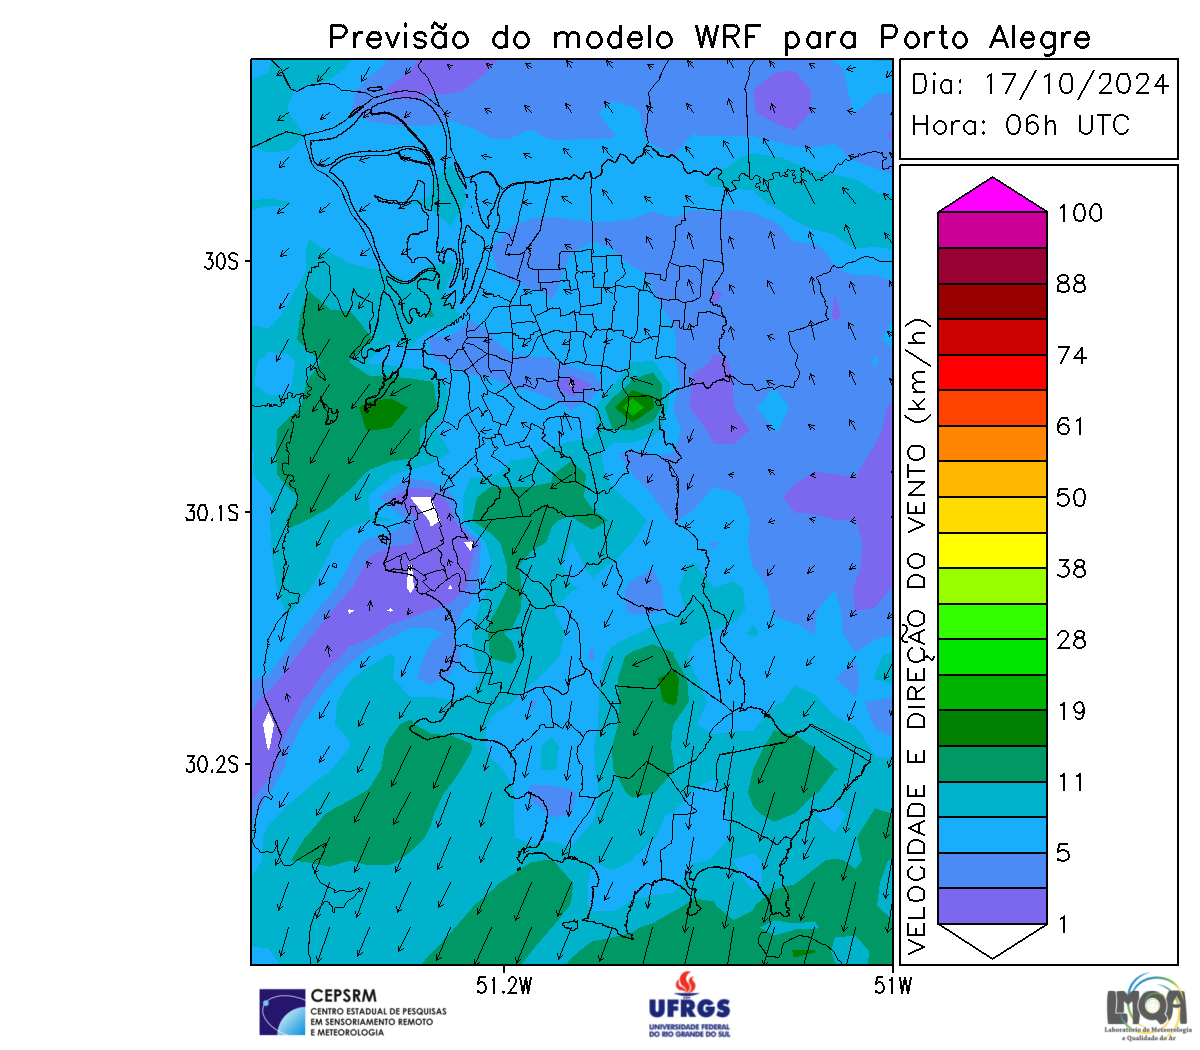 Previsão do modelo WRF para Porto Alegre
Dia: 17/10/2024
Hora: 06h UTC
30S
30.1S
30.2S
51.2W
51W
VELOCIDADE E DIREÇÃO DO VENTO (km/h)
100
88
74
61
50
38
28
19
11
5
1
CEPSRM
CENTRO ESTADUAL DE PESQUISAS
EM SENSORIAMENTO REMOTO
E METEOROLOGIA
UFRGS
UNIVERSIDADE FEDERAL
DO RIO GRANDE DO SUL
LMQA
Laboratório de Meteorologia
e Qualidade do Ar